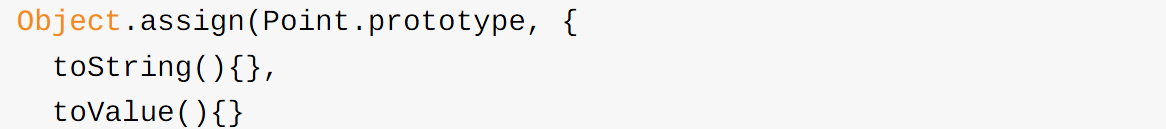 Object.assign(Point.prototype, {
toString(){},
toValue(){}